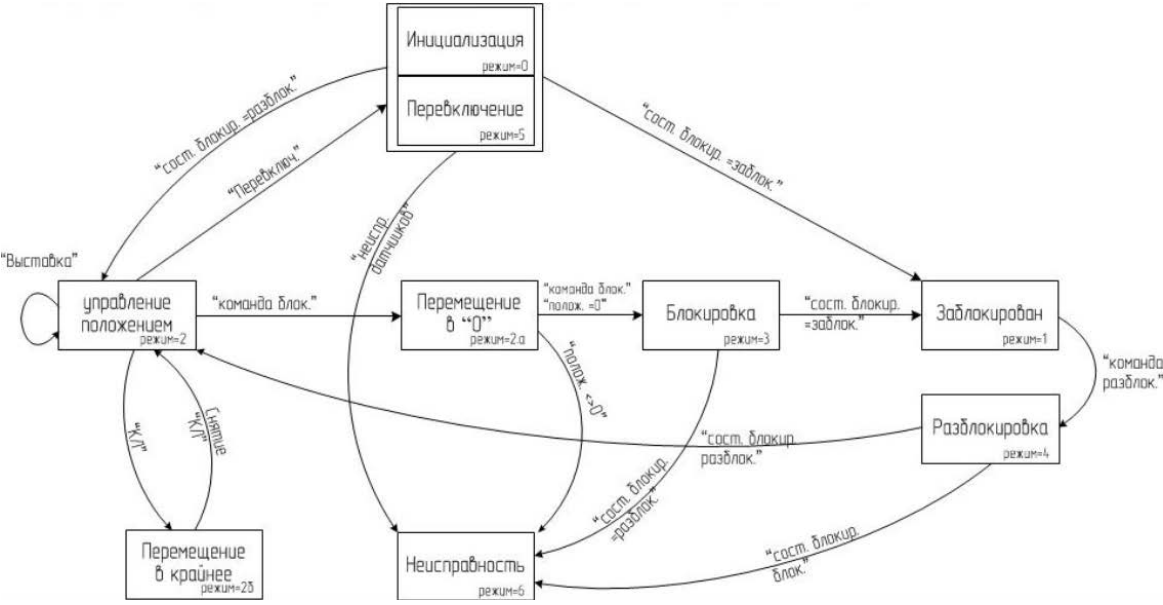 Инициализация
режим=0
Перевключение
режим=5
“сост. блокир. =разблок.”
“Перевключ.”
“сост. блокир. =заблок.”
“неиспр.
датчиков”
“Выставка”
управление
положением
режим=2
“команда блок.”
Перемещение
в “0”
режим=2.а
“команда блок.”
“полож. =0”
Блокировка
режим=3
“сост. блокир.
=заблок.”
Заблокирован
режим=1
“команда
разблок.”
“полож. <>0”
“КЛ”
Снятие
“КЛ”
“сост. блокир.
разблок.”
Разблокировка
режим=4
“сост. блокир.
=разблок.”
“сост. блокир.
блок.”
Перемещение
в крайнее
режим=2б
Неисправность
режим=6